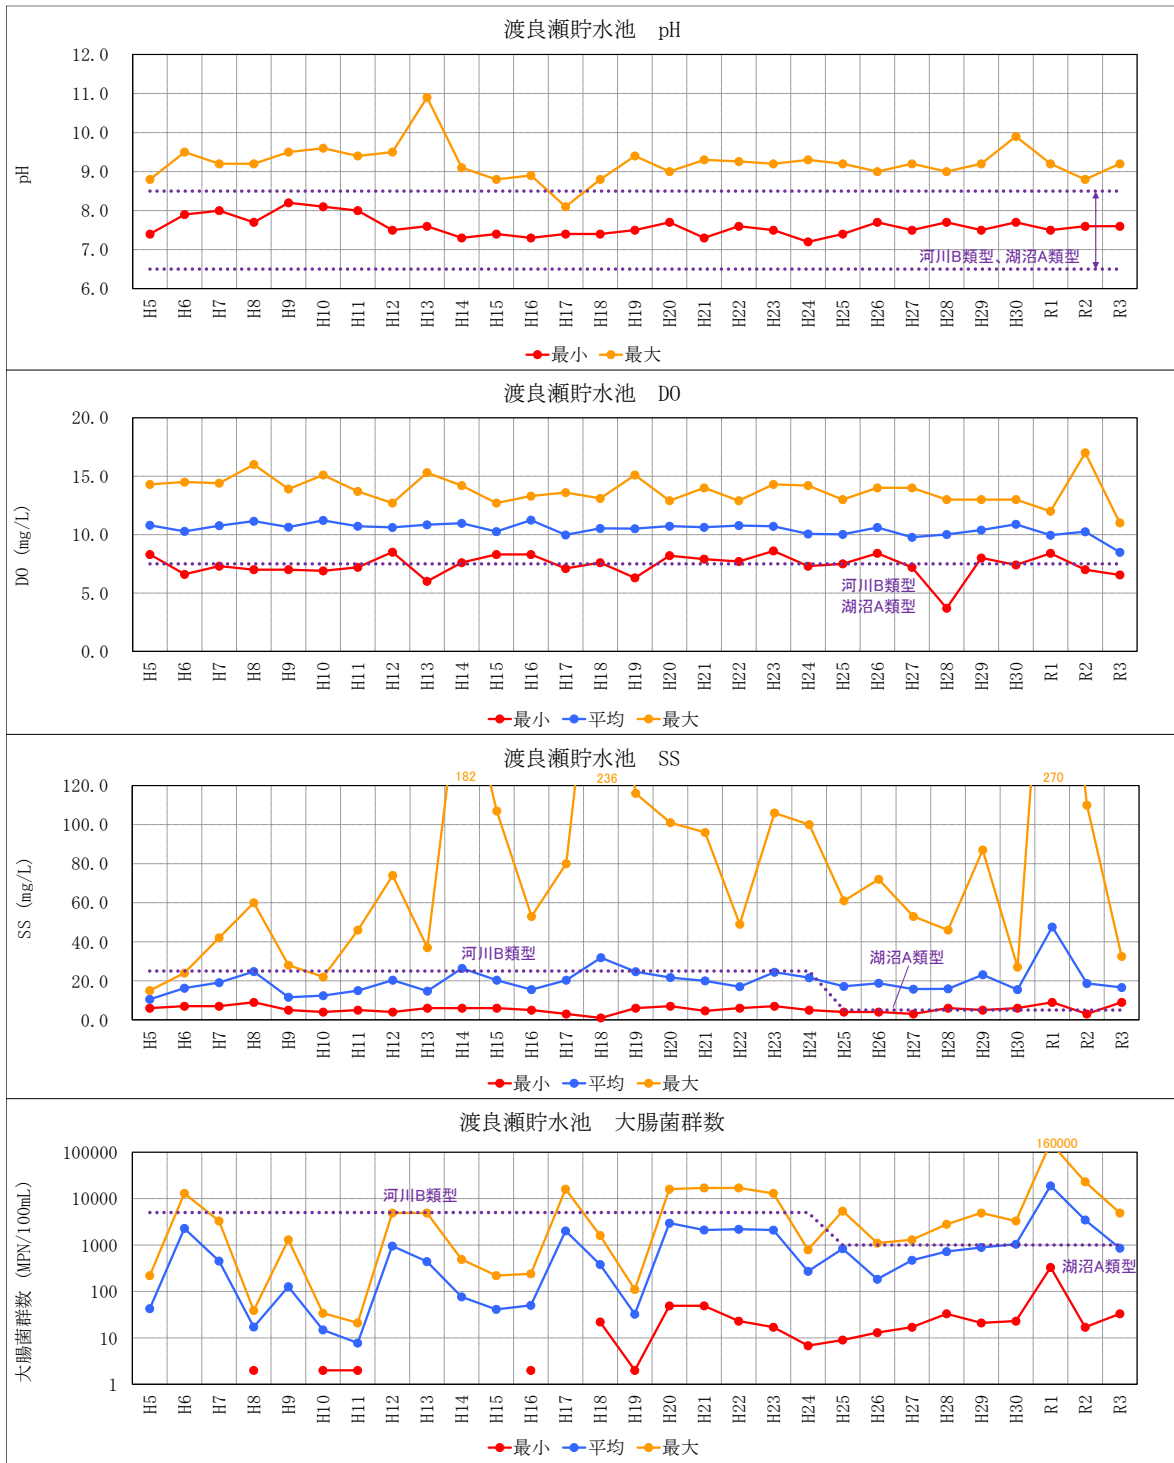 渡良瀬貯水池　pH
pH
12.0
11.0
10.0
9.0
8.0
7.0
6.0
河川B類型、湖沼A類型
H5 H6 H7 H8 H9 H10 H11 H12 H13 H14 H15 H16 H17 H18 H19 H20 H21 H22 H23 H24 H25 H26 H27 H28 H29 H30 R1 R2 R3
最小 最大
渡良瀬貯水池　DO
DO (mg/L)
20.0
15.0
10.0
5.0
0.0
河川B類型
湖沼A類型
H5 H6 H7 H8 H9 H10 H11 H12 H13 H14 H15 H16 H17 H18 H19 H20 H21 H22 H23 H24 H25 H26 H27 H28 H29 H30 R1 R2 R3
最小 平均 最大
渡良瀬貯水池　SS
SS (mg/L)
182 236 270
120.0
100.0
80.0
60.0
40.0
20.0
0.0
河川B類型
湖沼A類型
H5 H6 H7 H8 H9 H10 H11 H12 H13 H14 H15 H16 H17 H18 H19 H20 H21 H22 H23 H24 H25 H26 H27 H28 H29 H30 R1 R2 R3
最小 平均 最大
渡良瀬貯水池　大腸菌群数
大腸菌群数 (MPN/100mL)
160000
100000
10000
1000
100
10
1
河川B類型
湖沼A類型
H5 H6 H7 H8 H9 H10 H11 H12 H13 H14 H15 H16 H17 H18 H19 H20 H21 H22 H23 H24 H25 H26 H27 H28 H29 H30 R1 R2 R3
最小 平均 最大